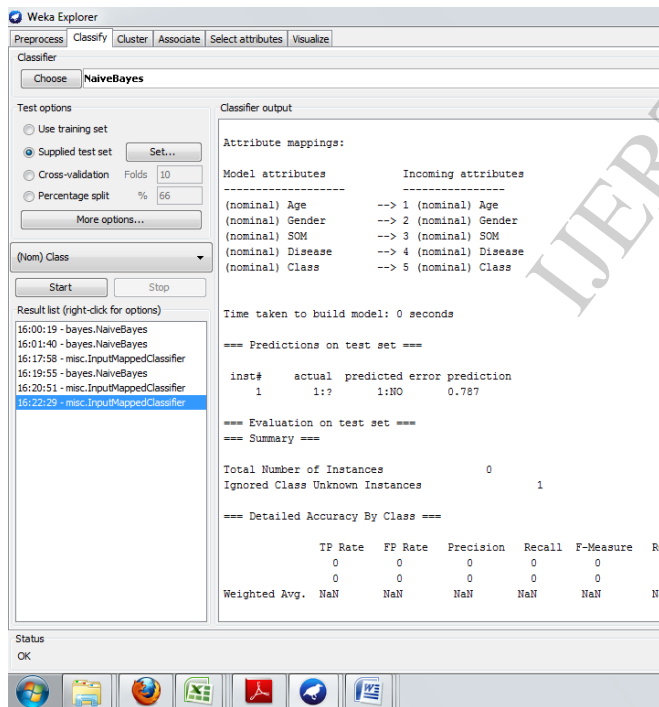 Weka Explorer
Preprocess Classify Cluster Associate Select attributes Visualize
Classifier
Choose NaiveBayes
Test options
Use training set
Supplied test set Set...
Cross-validation Folds 10
Percentage split % 66
More options...
(Nom) Class
Start Stop
Result list (right-click for options)
16:00:19 - bayes.NaiveBayes
16:01:40 - bayes.NaiveBayes
16:17:58 - misc.InputMappedClassifier
16:19:55 - bayes.NaiveBayes
16:20:51 - misc.InputMappedClassifier
16:22:29 - misc.InputMappedClassifier
Classifier output
Attribute mappings:
Model attributes Incoming attributes
------------------- ----------------
(nominal) Age --> 1 (nominal) Age
(nominal) Gender --> 2 (nominal) Gender
(nominal) SOM --> 3 (nominal) SOM
(nominal) Disease --> 4 (nominal) Disease
(nominal) Class --> 5 (nominal) Class
Time taken to build model: 0 seconds
=== Predictions on test set ===
inst# actual predicted error prediction
1 1:? 1:NO 0.787
=== Evaluation on test set ===
=== Summary ===
Total Number of Instances 0
Ignored Class Unknown Instances 1
=== Detailed Accuracy By Class ===
TP Rate FP Rate Precision Recall F-Measure R
0 0 0 0 0
0 0 0 0 0
Weighted Avg. NaN NaN NaN NaN NaN N
IJERT
Status
OK